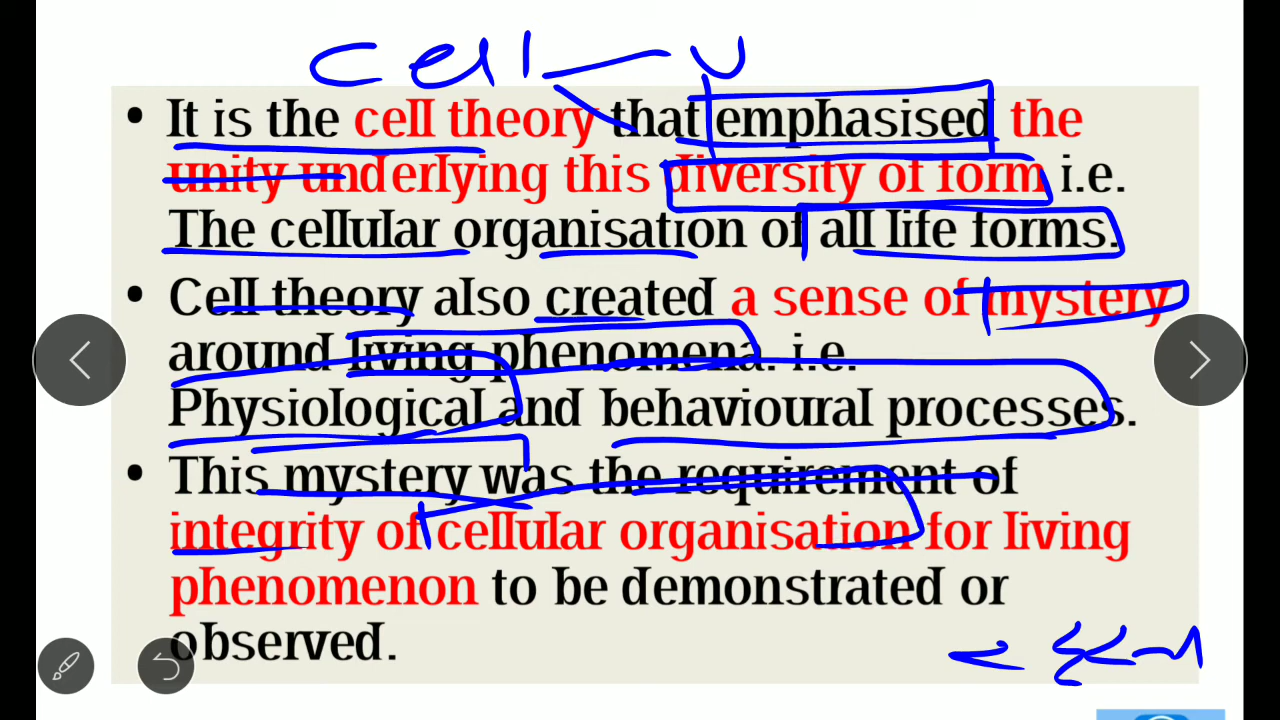 cell
U
• It is the cell theory that emphasised the
unity underlying this diversity of form i.e.
The cellular organisation of all life forms.
• Cell theory also created a sense of mystery
around living phenomena. i.e.
Physiological and behavioural processes.
• This mystery was the requirement of
integrity of cellular organisation for living
phenomenon to be demonstrated or
observed.